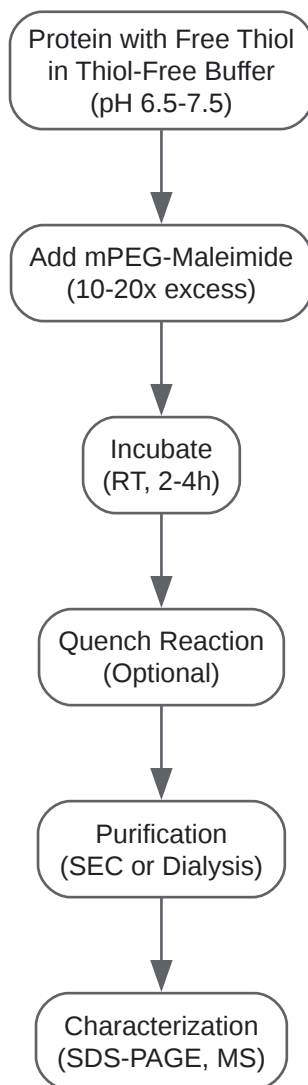 Protein with Free Thiol
in Thiol-Free Buffer
(pH 6.5-7.5)
Add mPEG-Maleimide
(10-20x excess)
Incubate
(RT, 2-4h)
Quench Reaction
(Optional)
Purification
(SEC or Dialysis)
Characterization
(SDS-PAGE, MS)